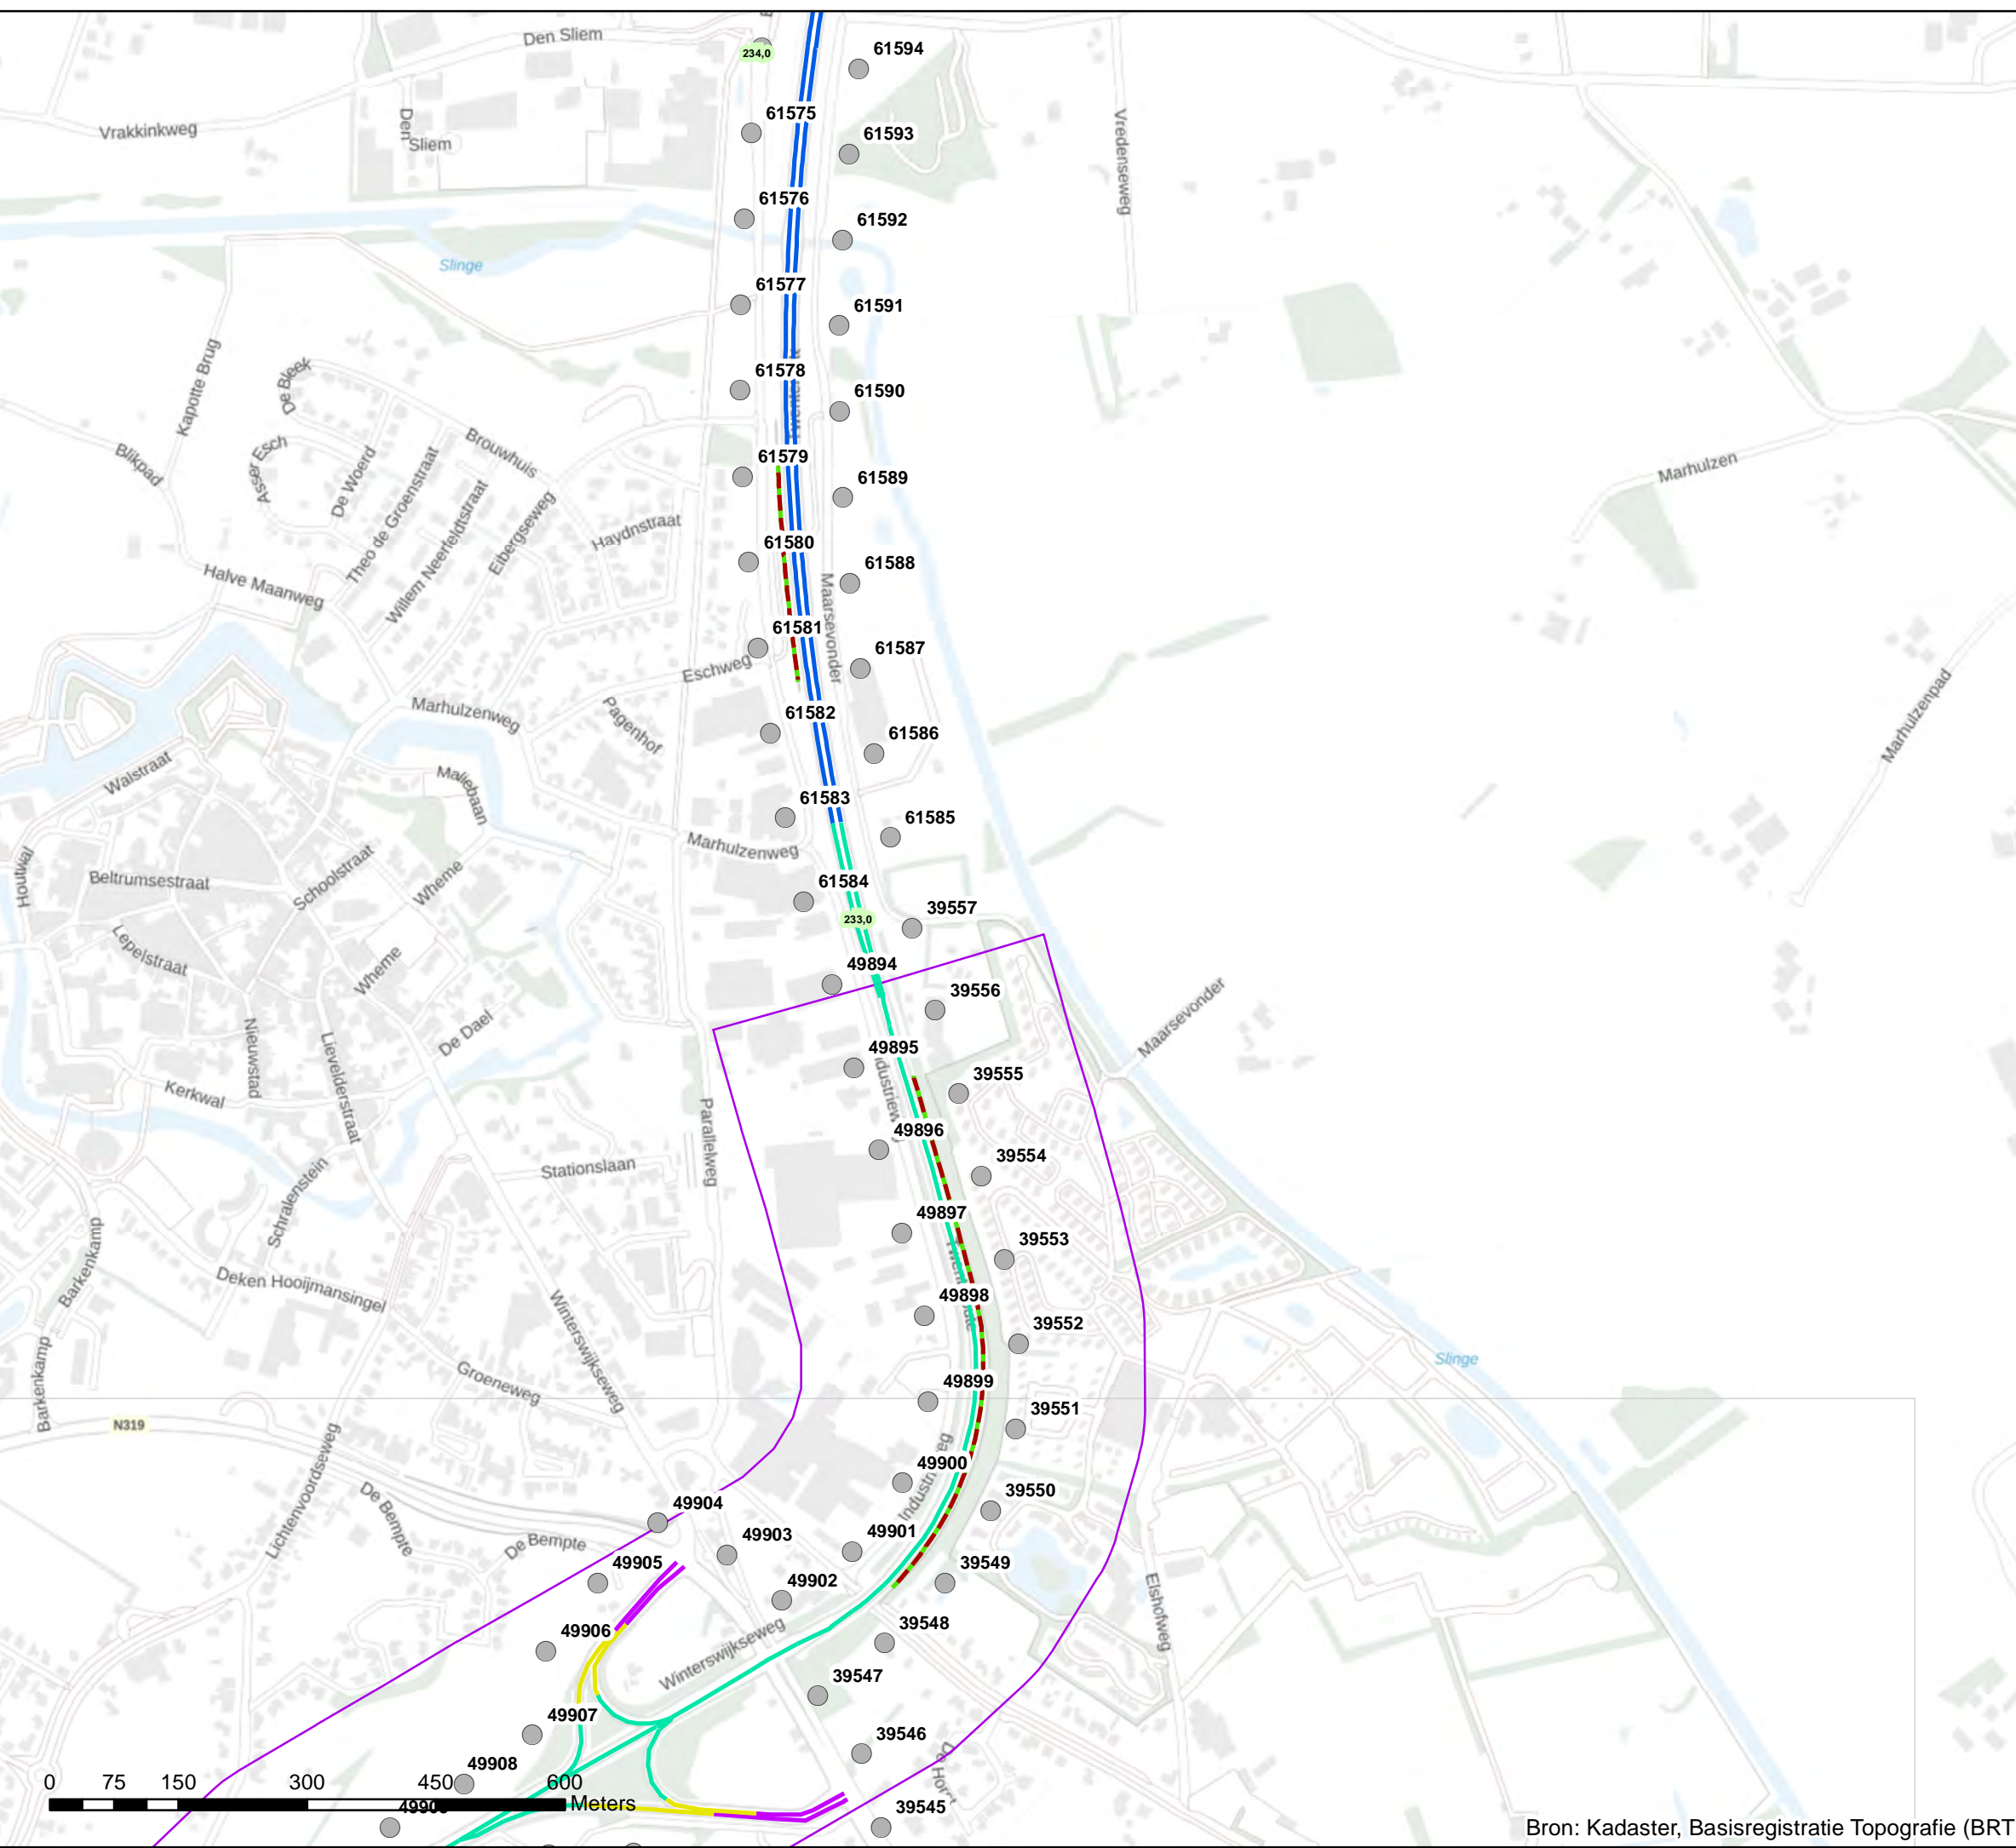 Den Sliem
234,0
61594
Vrakkinkweg
Den
Sliem
61575
61593
Vredenseweg
61576
61592
Slinge
61577
61591
Kapotte Brug
De Bleek
61578
61590
Blikpad
Asser Esch
De Woerd
Brouwhuis
Theo de Groenstraat
Willem Neerfeldtstraat
Eibergseweg
Haydnstraat
61579
61589
Marhulzen
61580
61588
Halve Maanweg
Maarsevonder
61581
61587
Eschweg
Marhulzenweg
Pagenhof
61582
61586
Marhulzenpad
Walstraat
Maliebaan
61583
61585
Marhulzenweg
Houtwal
Beltrumsestraat
Schoolstraat
Wheme
61584
39557
233,0
Lepelstraat
Wheme
49894
39556
Maarsevonder
De Dael
Nieuwstad
Lievelderstraat
49895
39555
Kerkwal
Parallelweg
49896
39554
Stationslaan
Schralenstein
49897
39553
Barkenkamp
Deken Hooijmansingel
49898
39552
Winterswijkseweg
Barkenkamp
Groeneweg
Slinge
49899
39551
N319
Lichtenvoordseweg
49900
39550
De Bempte
49904
49903
49901
De Bempte
49905
39549
49902
Elshofweg
49906
39548
Winterswijkseweg
39547
49907
39546
49908
0 75 150 300 450 600
Meters
39545
Bron: Kadaster, Basisregistratie Topografie (BRT